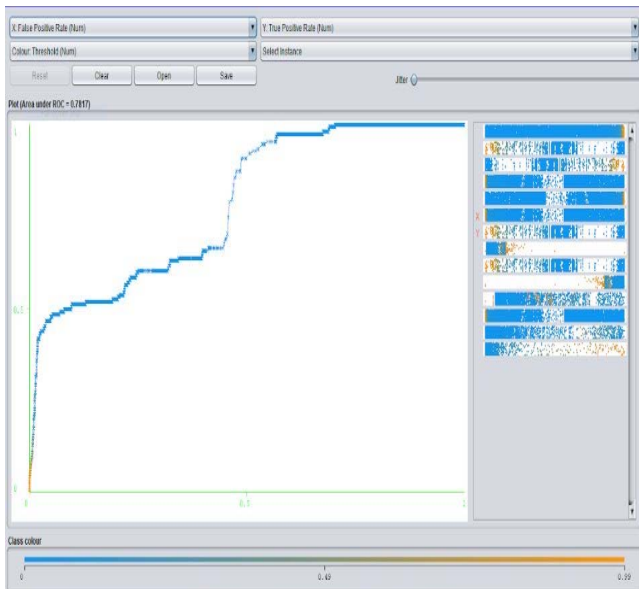 X: False Positive Rate (Num) Y: True Positive Rate (Num)
Colour: Threshold (Num) Select Instance
Reset Clear Open Save Jitter
Plot (Area under ROC = 0.7817)
1
0.5
0
0 0.5 1
X
Y
Class colour
0 0.49 0.99